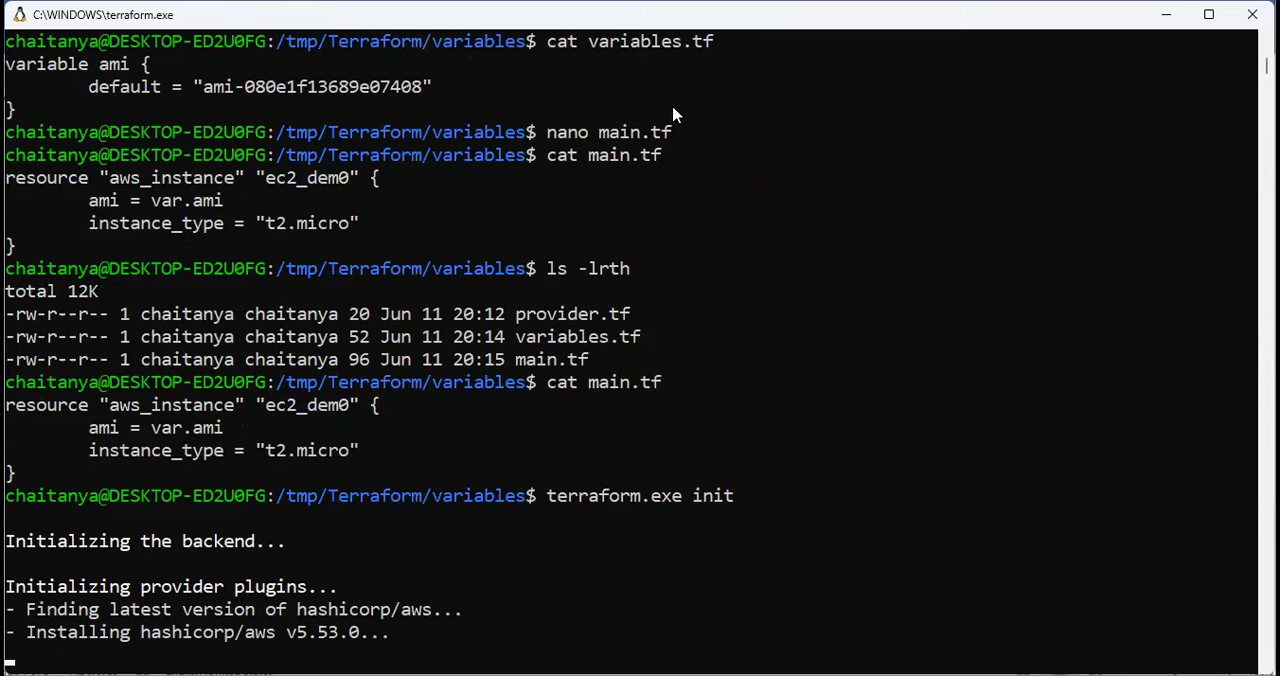 C:\WINDOWS\terraform.exe
chaitanya@DESKTOP-ED2U0FG:/tmp/Terraform/variables$ cat variables.tf
variable ami {
        default = "ami-080e1f13689e07408"
}
chaitanya@DESKTOP-ED2U0FG:/tmp/Terraform/variables$ nano main.tf
chaitanya@DESKTOP-ED2U0FG:/tmp/Terraform/variables$ cat main.tf
resource "aws_instance" "ec2_dem0" {
        ami = var.ami
        instance_type = "t2.micro"
}
chaitanya@DESKTOP-ED2U0FG:/tmp/Terraform/variables$ ls -lrth
total 12K
-rw-r--r-- 1 chaitanya chaitanya 20 Jun 11 20:12 provider.tf
-rw-r--r-- 1 chaitanya chaitanya 52 Jun 11 20:14 variables.tf
-rw-r--r-- 1 chaitanya chaitanya 96 Jun 11 20:15 main.tf
chaitanya@DESKTOP-ED2U0FG:/tmp/Terraform/variables$ cat main.tf
resource "aws_instance" "ec2_dem0" {
        ami = var.ami
        instance_type = "t2.micro"
}
chaitanya@DESKTOP-ED2U0FG:/tmp/Terraform/variables$ terraform.exe init
Initializing the backend...
Initializing provider plugins...
- Finding latest version of hashicorp/aws...
- Installing hashicorp/aws v5.53.0...